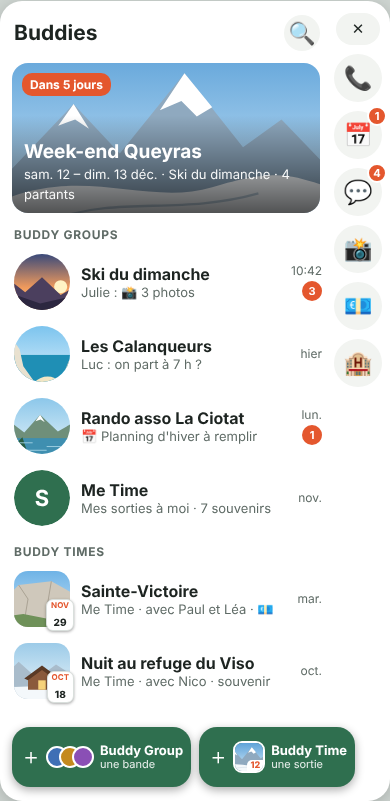 Buddies
Dans 5 jours
Week-end Queyras
sam. 12 – dim. 13 déc. · Ski du dimanche · 4
partants
1
4
BUDDY GROUPS
Ski du dimanche
10:42
Julie : 📸 3 photos
3
Les Calanqueurs
hier
Luc : on part à 7 h ?
Rando asso La Ciotat
lun.
📅 Planning d'hiver à remplir
1
S
Me Time
nov.
Mes sorties à moi · 7 souvenirs
BUDDY TIMES
Sainte-Victoire
mar.
Me Time · avec Paul et Léa · 💶
NOV
29
Nuit au refuge du Viso
oct.
Me Time · avec Nico · souvenir
OCT
18
+ Buddy Group
une bande
+ Buddy Time
une sortie
12